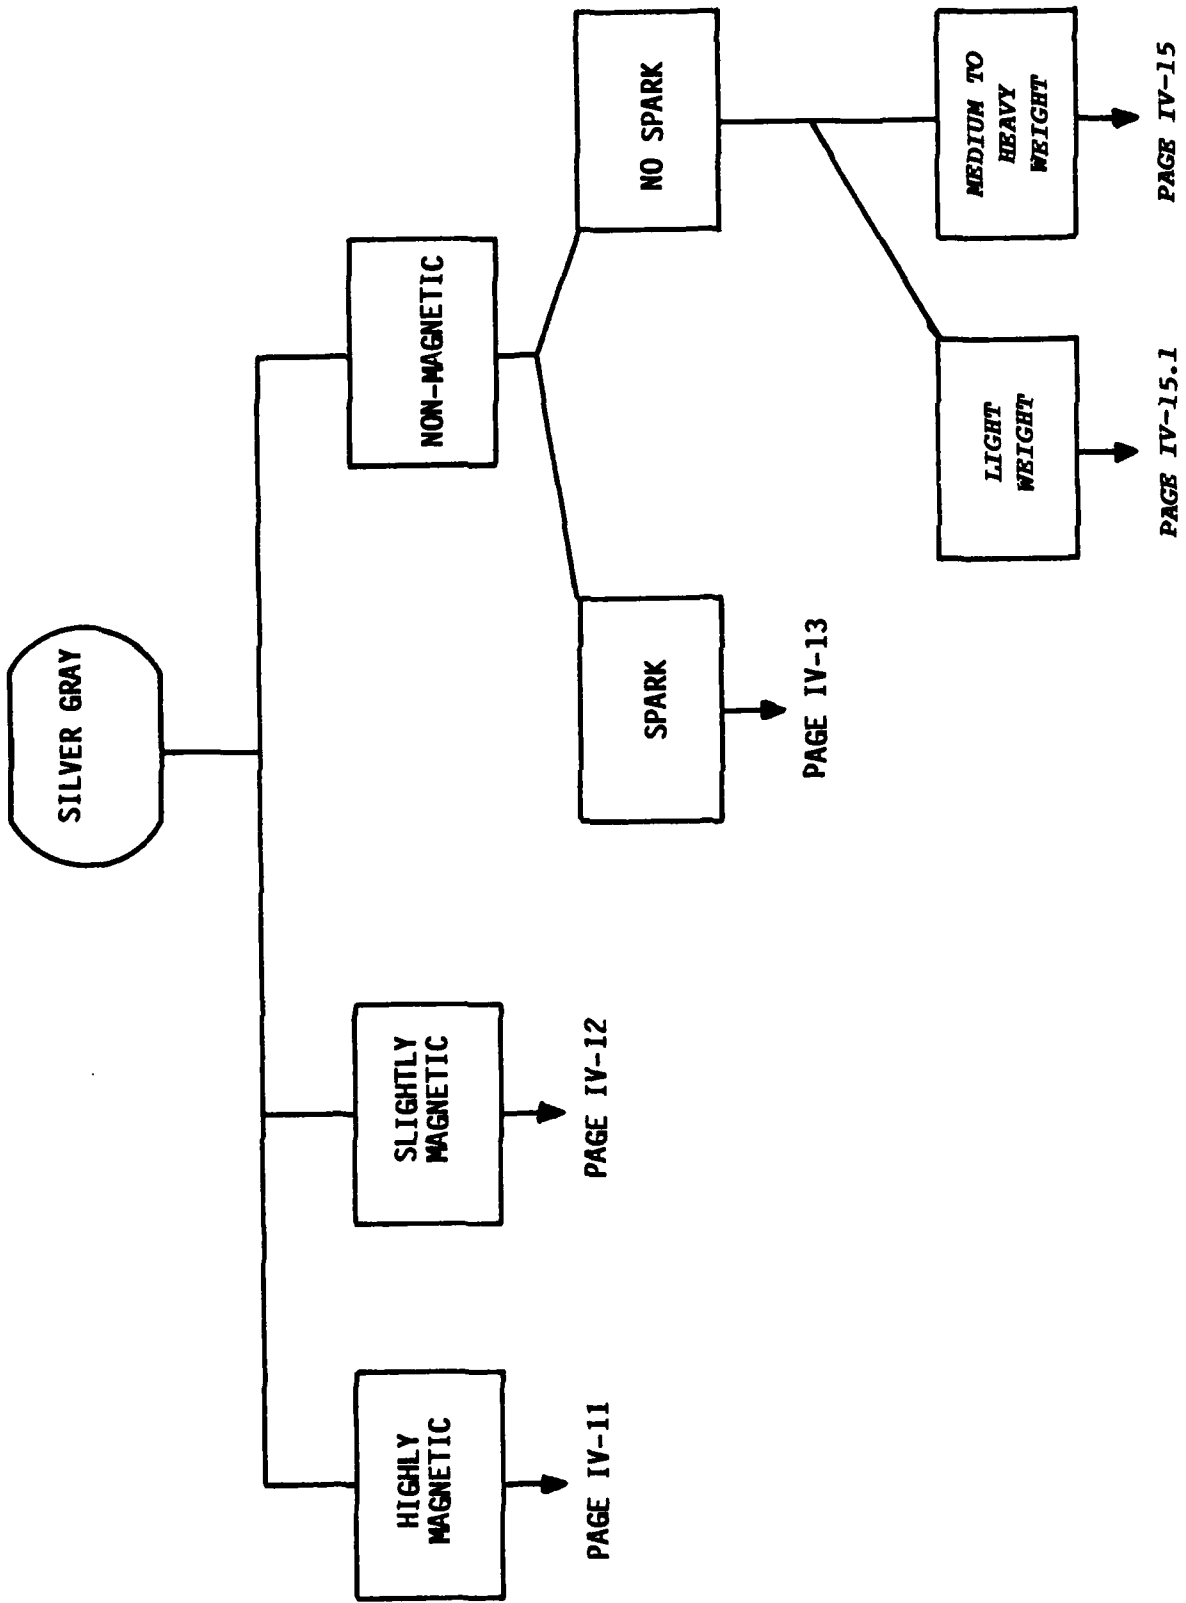 SILVER GRAY
HIGHLY
MAGNETIC
SLIGHTLY
MAGNETIC
NON-MAGNETIC
PAGE IV-11
PAGE IV-12
SPARK
NO SPARK
PAGE IV-13
LIGHT
WEIGHT
MEDIUM TO
HEAVY
WEIGHT
PAGE IV-15.1
PAGE IV-15